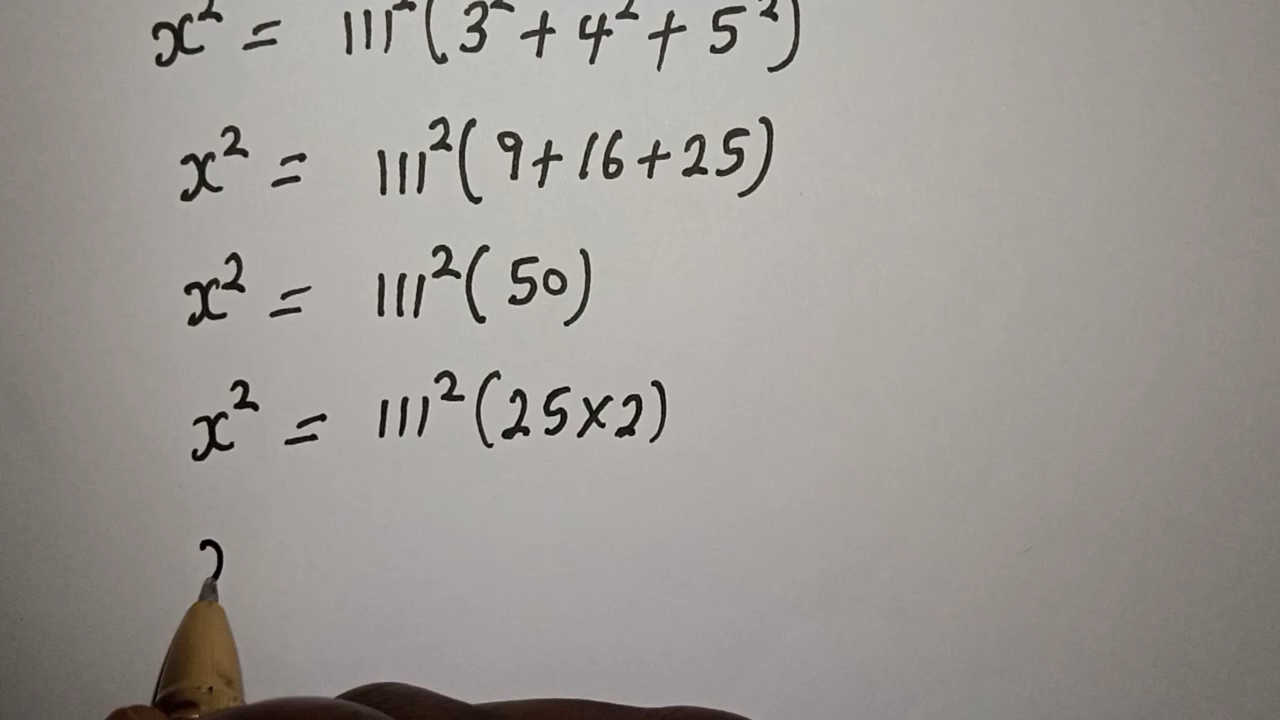 x² = 111²(3² + 4² + 5²)
x² = 111²(9+16+25)
x² = 111²(50)
x² = 111²(25×2)